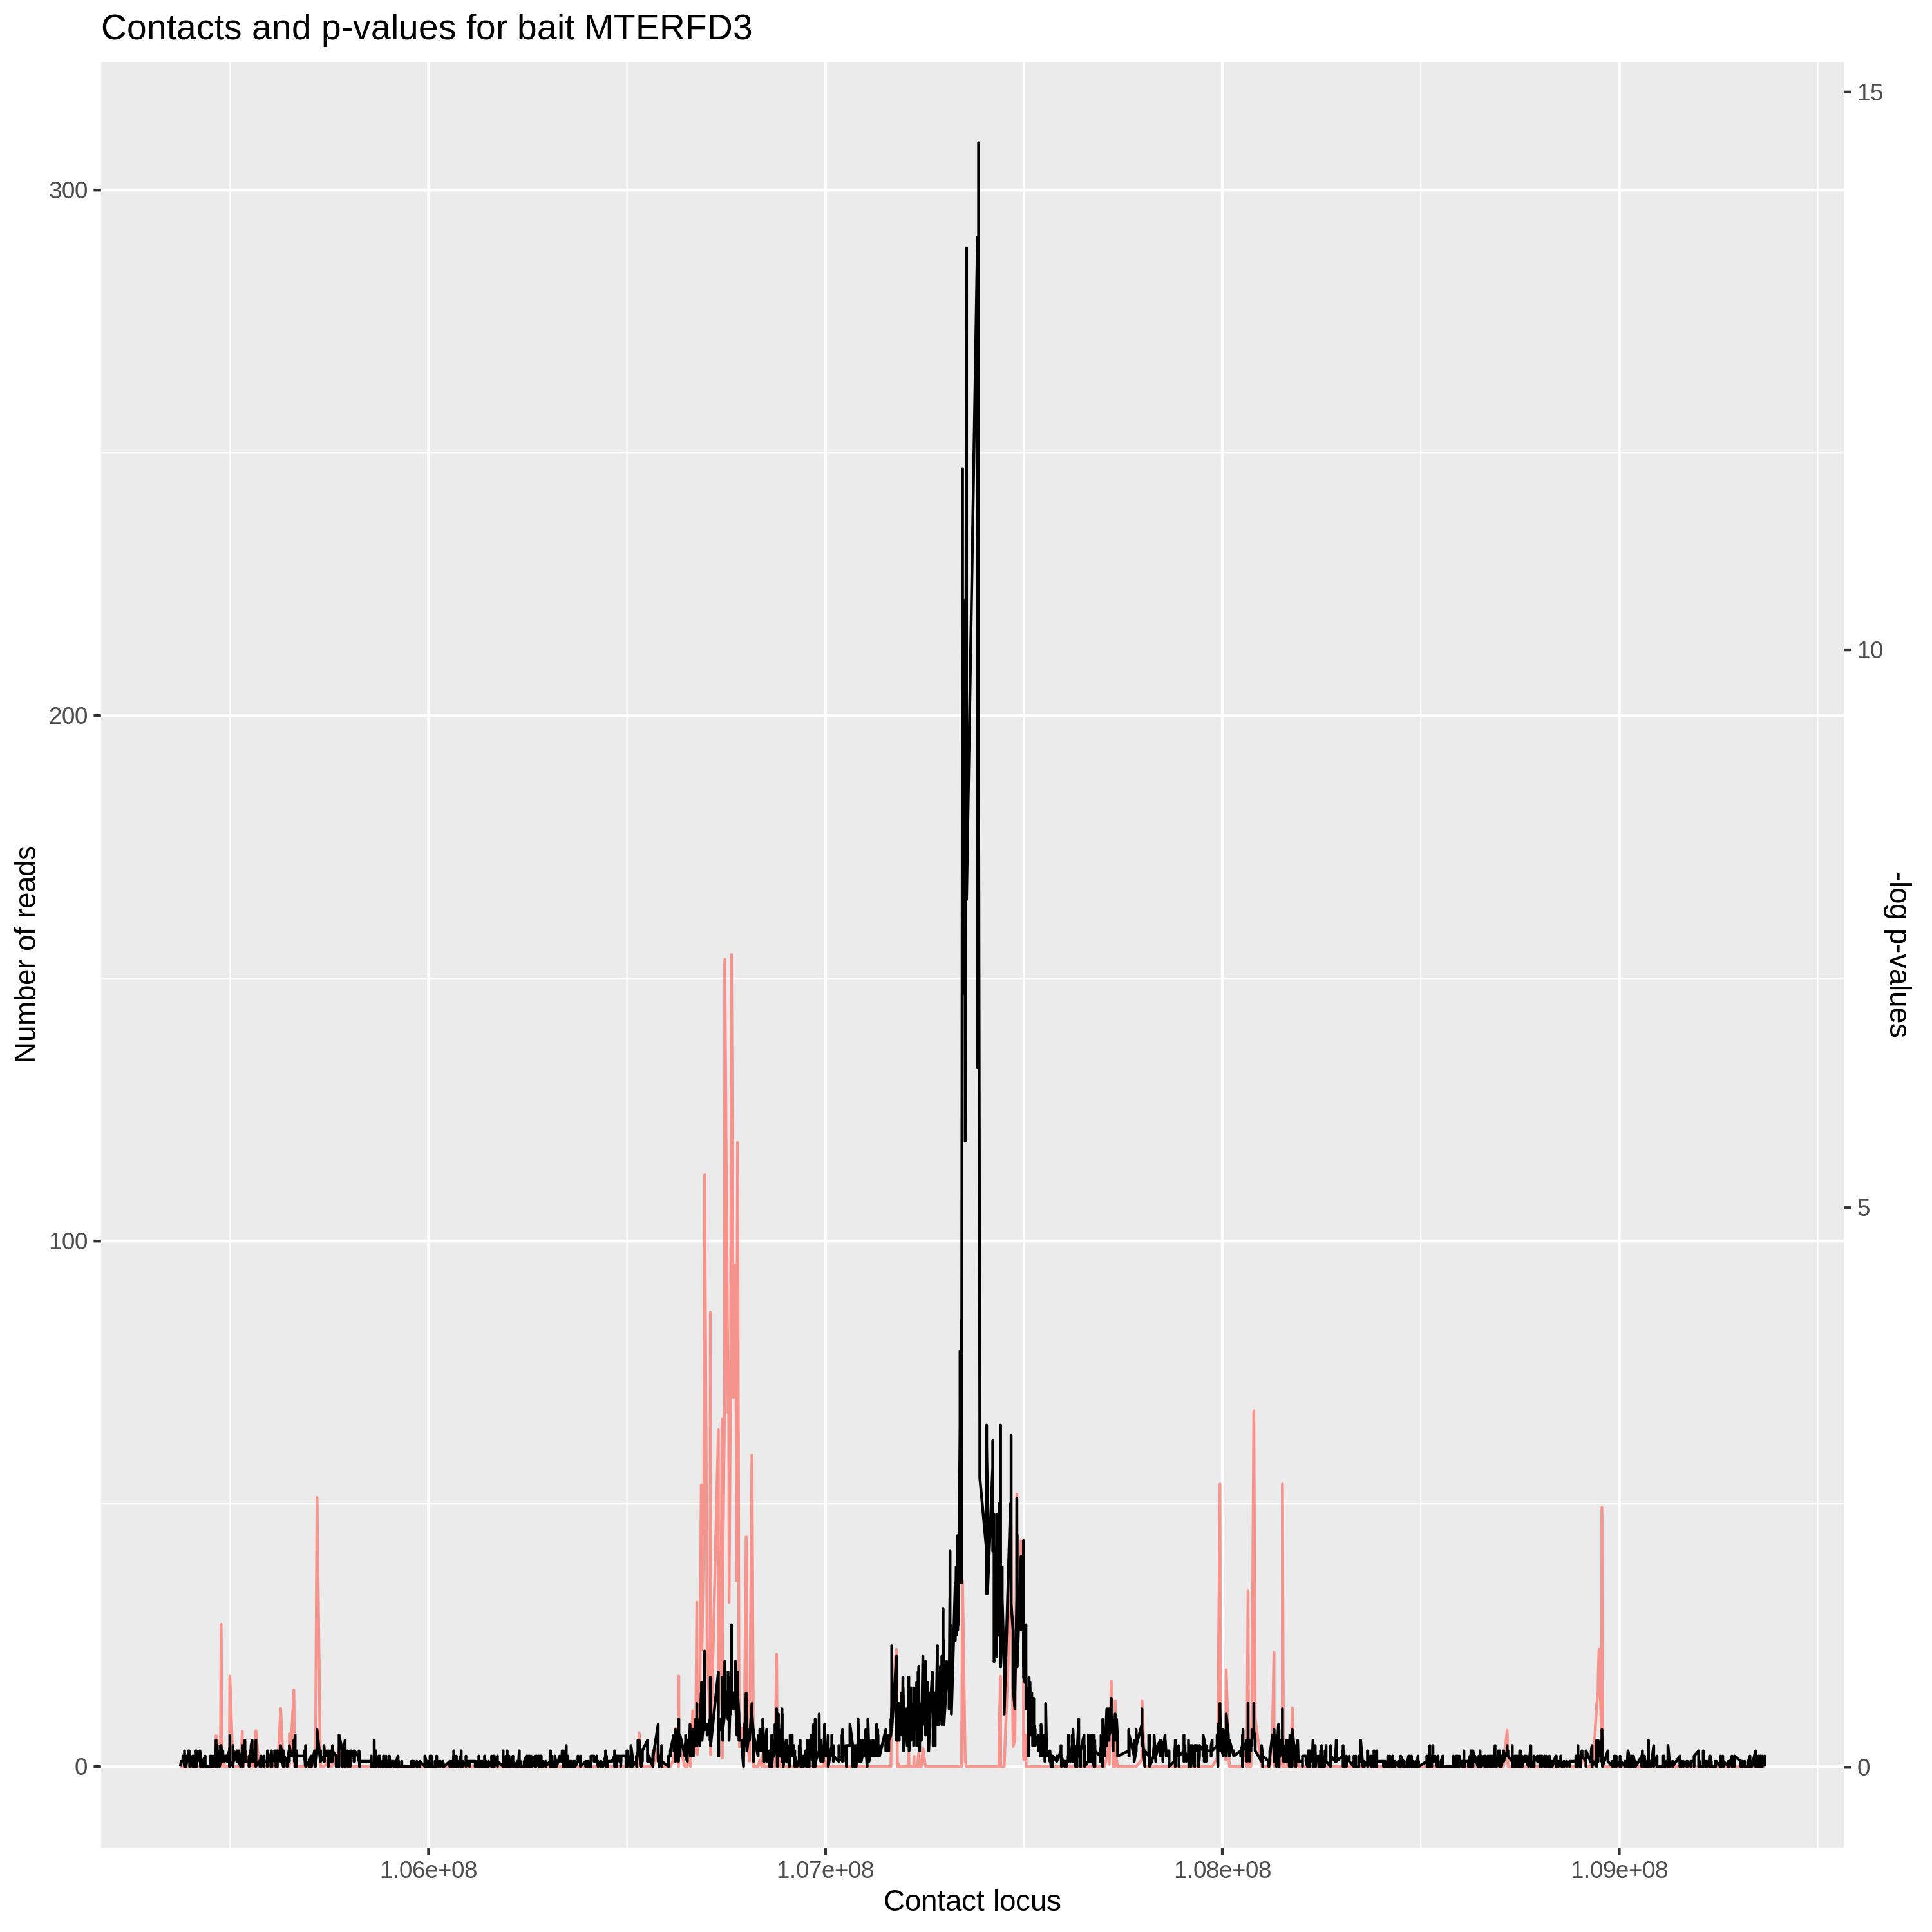 Contacts and p-values for bait MTERFD3
15
300
10
200
Number of reads
-log p-values
5
100
0
0
1.06e+08
1.07e+08
1.08e+08
1.09e+08
Contact locus